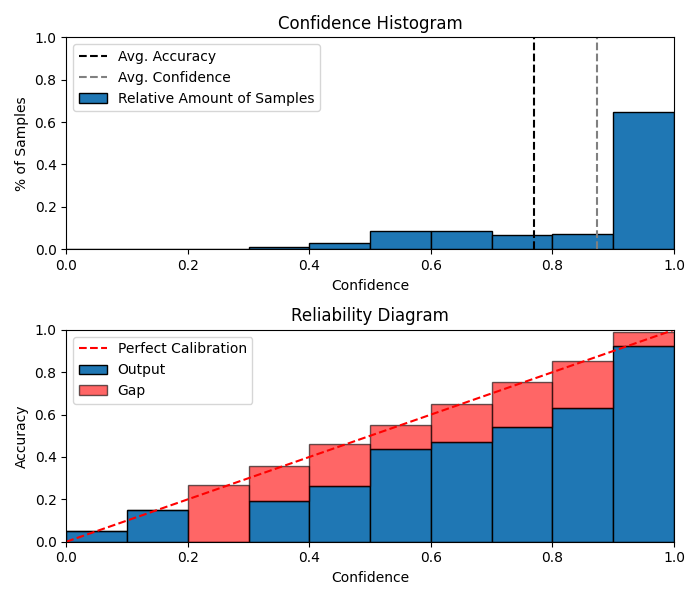 Confidence Histogram
1.0
0.8
0.6
0.4
0.2
0.0
% of Samples
Avg. Accuracy
Avg. Confidence
Relative Amount of Samples
0.0 0.2 0.4 0.6 0.8 1.0
Confidence
Reliability Diagram
1.0
0.8
0.6
0.4
0.2
0.0
Accuracy
Perfect Calibration
Output
Gap
0.0 0.2 0.4 0.6 0.8 1.0
Confidence